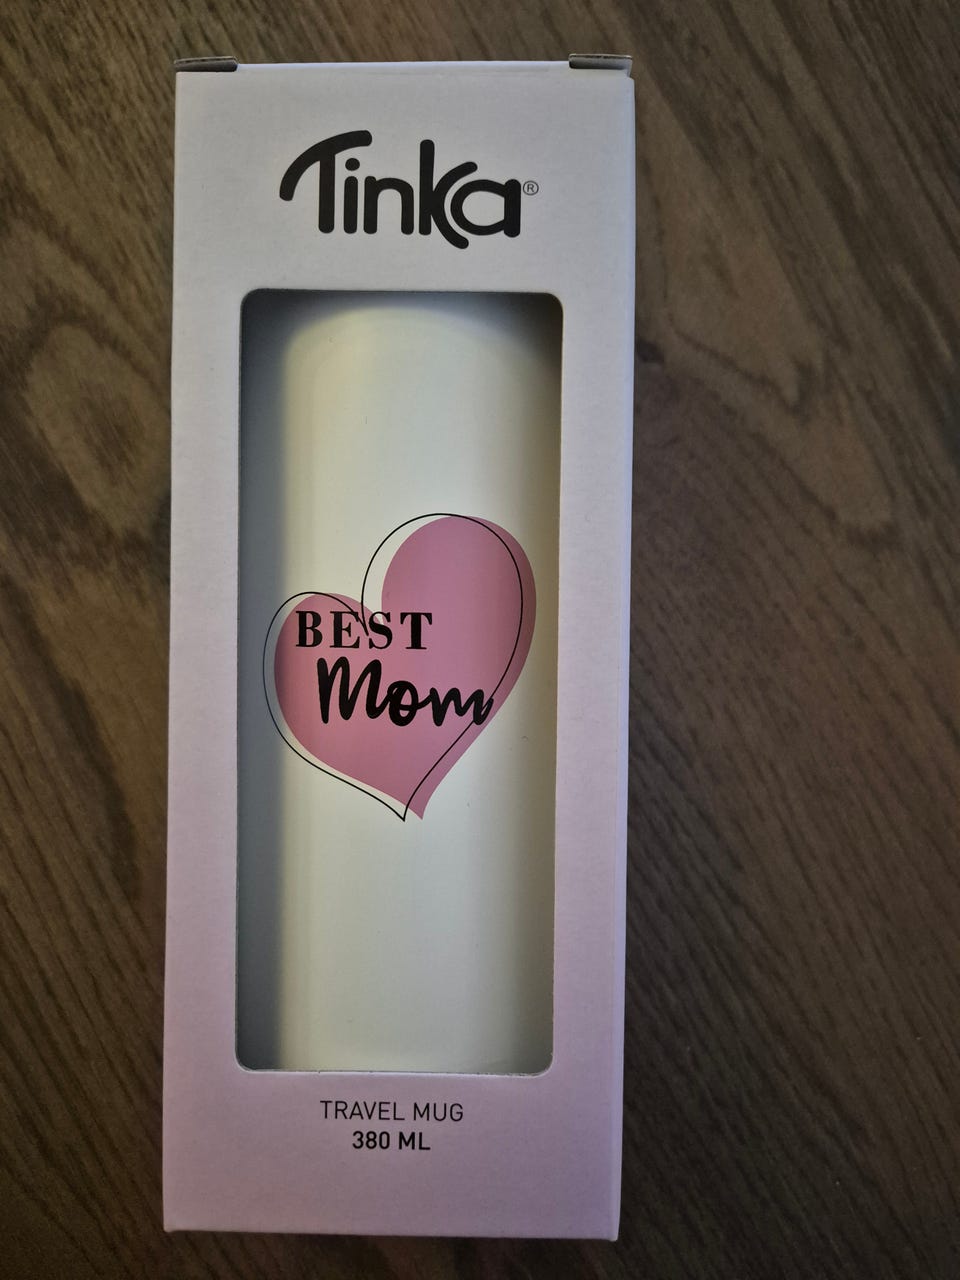 Tinka®
BEST
Mom
TRAVEL MUG
380 ML